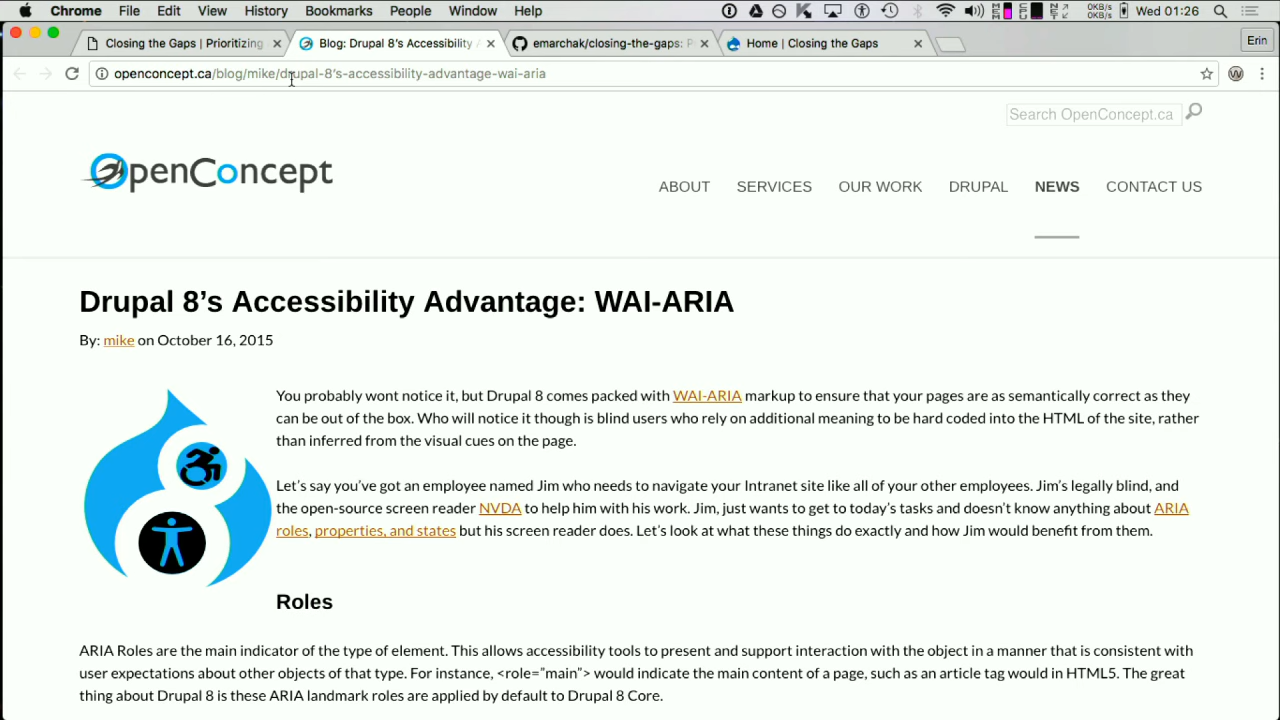 Chrome File Edit View History Bookmarks People Window Help 0KB/s 0KB/s Wed 01:26
Closing the Gaps | Prioritizing × Blog: Drupal 8's Accessibility × emarchak/closing-the-gaps: × Home | Closing the Gaps × Erin
openconcept.ca/blog/mike/drupal-8's-accessibility-advantage-wai-aria
Search OpenConcept.ca
OpenConcept
ABOUT SERVICES OUR WORK DRUPAL NEWS CONTACT US
Drupal 8’s Accessibility Advantage: WAI-ARIA
By: mike on October 16, 2015
You probably wont notice it, but Drupal 8 comes packed with WAI-ARIA markup to ensure that your pages are as semantically correct as they
can be out of the box. Who will notice it though is blind users who rely on additional meaning to be hard coded into the HTML of the site, rather
than inferred from the visual cues on the page.
Let’s say you’ve got an employee named Jim who needs to navigate your Intranet site like all of your other employees. Jim’s legally blind, and
the open-source screen reader NVDA to help him with his work. Jim, just wants to get to today’s tasks and doesn’t know anything about ARIA
roles, properties, and states but his screen reader does. Let’s look at what these things do exactly and how Jim would benefit from them.
Roles
ARIA Roles are the main indicator of the type of element. This allows accessibility tools to present and support interaction with the object in a manner that is consistent with
user expectations about other objects of that type. For instance, <role=”main”> would indicate the main content of a page, such as an article tag would in HTML5. The great
thing about Drupal 8 is these ARIA landmark roles are applied by default to Drupal 8 Core.